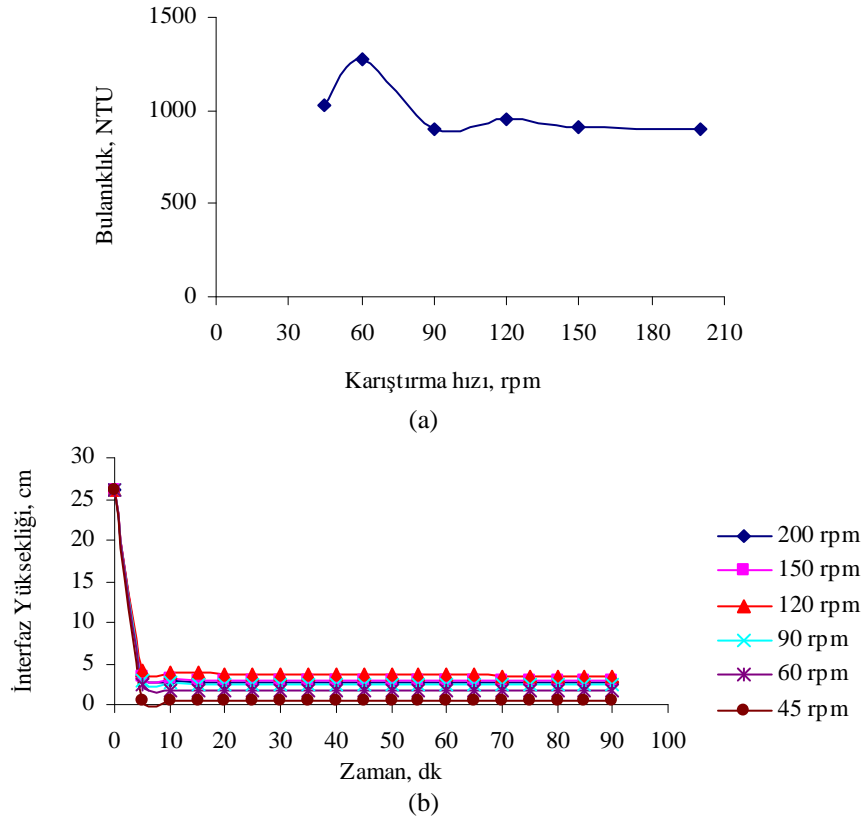 1500
1000
500
0
Bulanıklık, NTU
0 30 60 90 120 150 180 210
Karıştırma hızı, rpm
(a)
30
25
20
15
10
5
0
İnterfaz Yüksekliği, cm
0 10 20 30 40 50 60 70 80 90 100
Zaman, dk
200 rpm
150 rpm
120 rpm
90 rpm
60 rpm
45 rpm
(b)